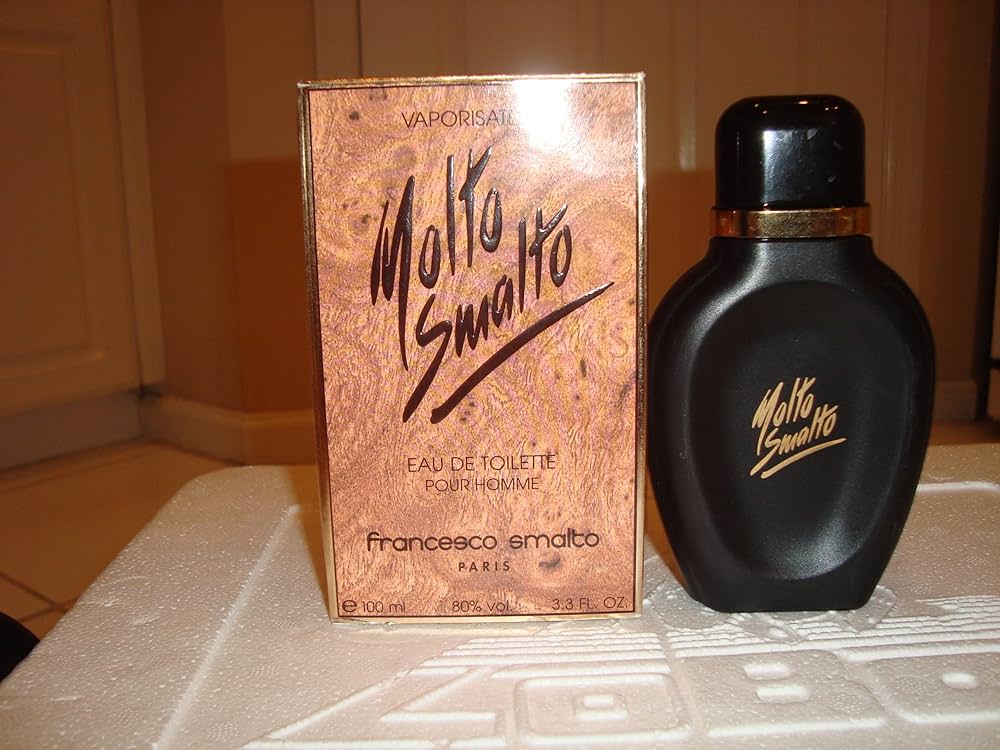 Molto
Smalto
EAU DE TOILETTE
POUR HOMME
francesco smalto
PARIS
e 100 ml 80% vol. 3.3 FL. OZ.
Molto
Smalto